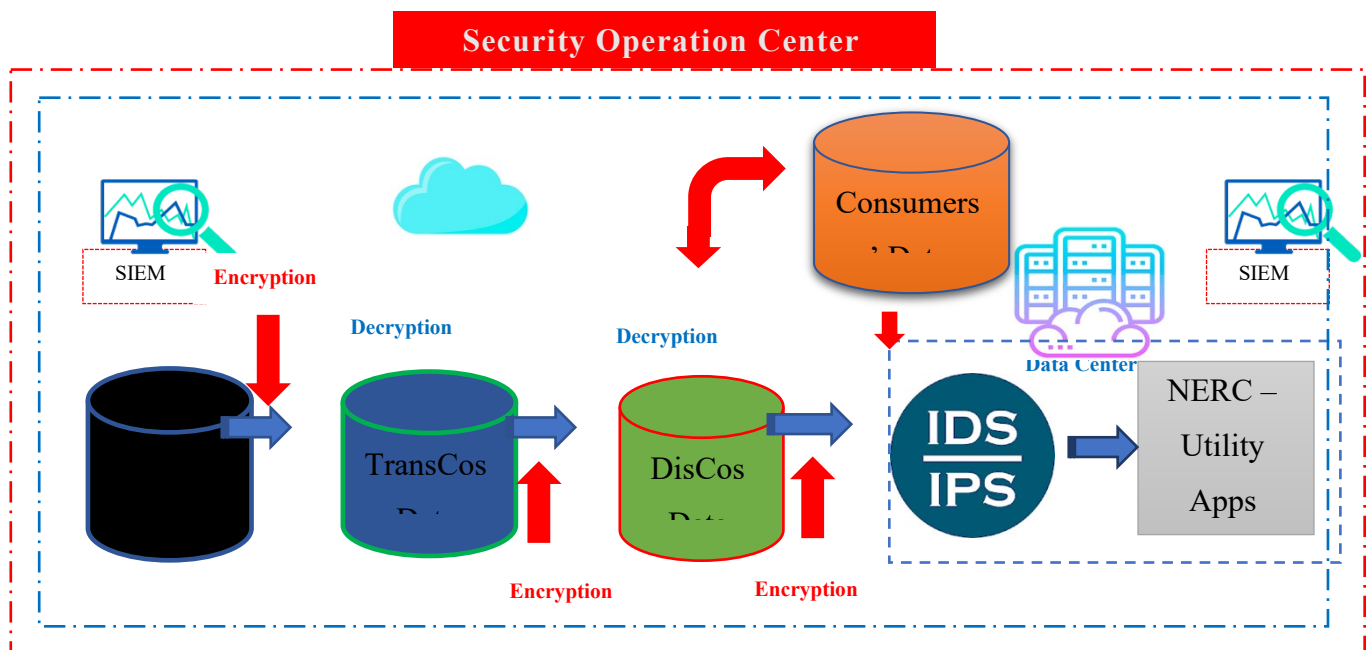 Security Operation Center
Consumers
SIEM
Encryption
SIEM
Decryption
Decryption
Data Center
TransCos
DisCos
Data
IDS
IPS
NERC –
Utility
Apps
Encryption
Encryption